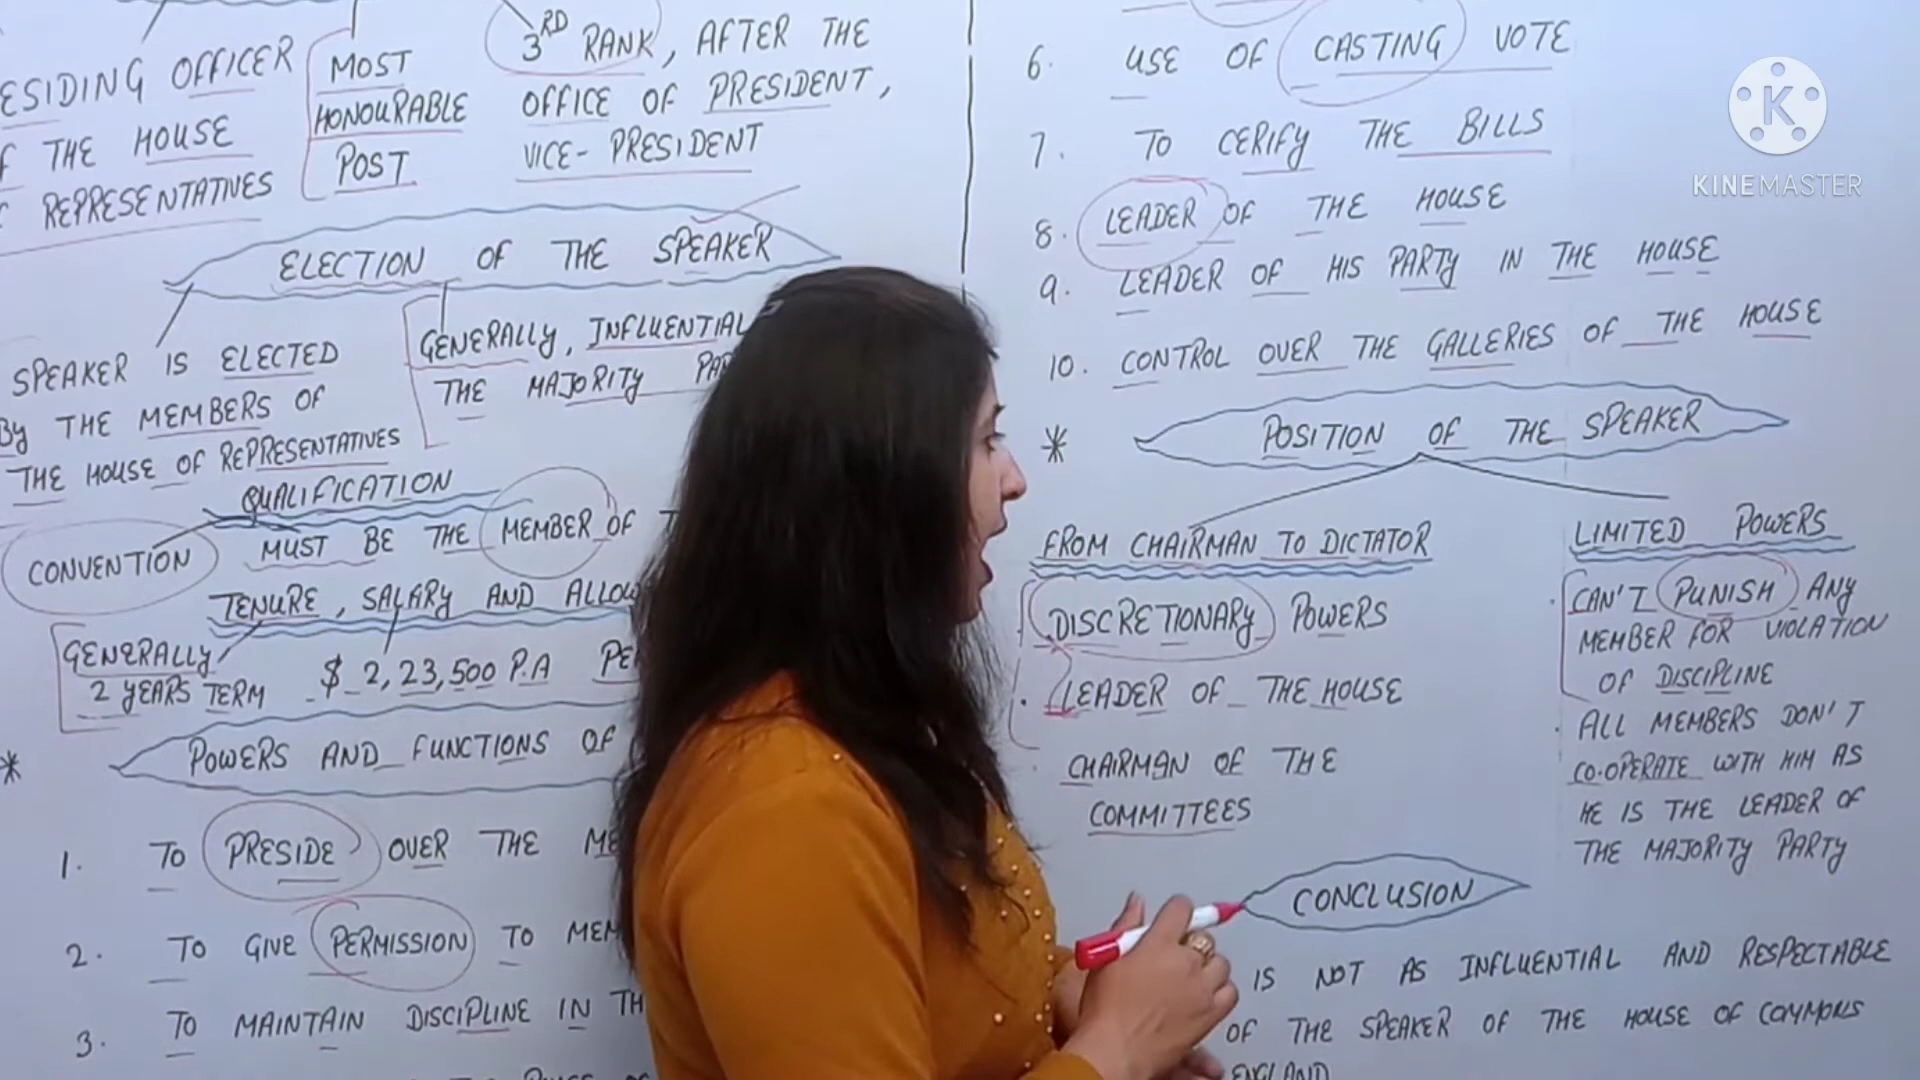 ESIDING OFFICER
THE HOUSE
REPRESENTATIVES
MOST
HONOURABLE
POST
3RD RANK, AFTER THE
OFFICE OF PRESIDENT,
VICE-PRESIDENT
ELECTION OF THE SPEAKER
SPEAKER IS ELECTED
BY THE MEMBERS OF
THE HOUSE OF REPRESENTATIVES
GENERALLY, INFLUENTIAL
THE MAJORITY PAR
QUALIFICATION
CONVENTION MUST BE THE MEMBER OF
TENURE, SALARY AND ALLOW
GENERALLY
2 YEARS TERM
$ 2,23,500 P.A PE
* POWERS AND FUNCTIONS OF
1. TO PRESIDE OVER THE ME
2. TO GIVE PERMISSION TO MEM
3. TO MAINTAIN DISCIPLINE IN TH
6. USE OF CASTING VOTE
7. TO CERIFY THE BILLS
8. LEADER OF THE HOUSE
9. LEADER OF HIS PARTY IN THE HOUSE
10. CONTROL OVER THE GALLERIES OF THE HOUSE
* POSITION OF THE SPEAKER
FROM CHAIRMAN TO DICTATOR
. DISCRETIONARY POWERS
. LEADER OF THE HOUSE
. CHAIRMAN OF THE
COMMITTEES
LIMITED POWERS
. CAN'T PUNISH ANY
MEMBER FOR VIOLATION
OF DISCIPLINE
. ALL MEMBERS DON'T
CO-OPERATE WITH HIM AS
HE IS THE LEADER OF
THE MAJORITY PARTY
CONCLUSION
IS NOT AS INFLUENTIAL AND RESPECTABLE
OF THE SPEAKER OF THE HOUSE OF COMMONS
ENGLAND
K
KINEMASTER